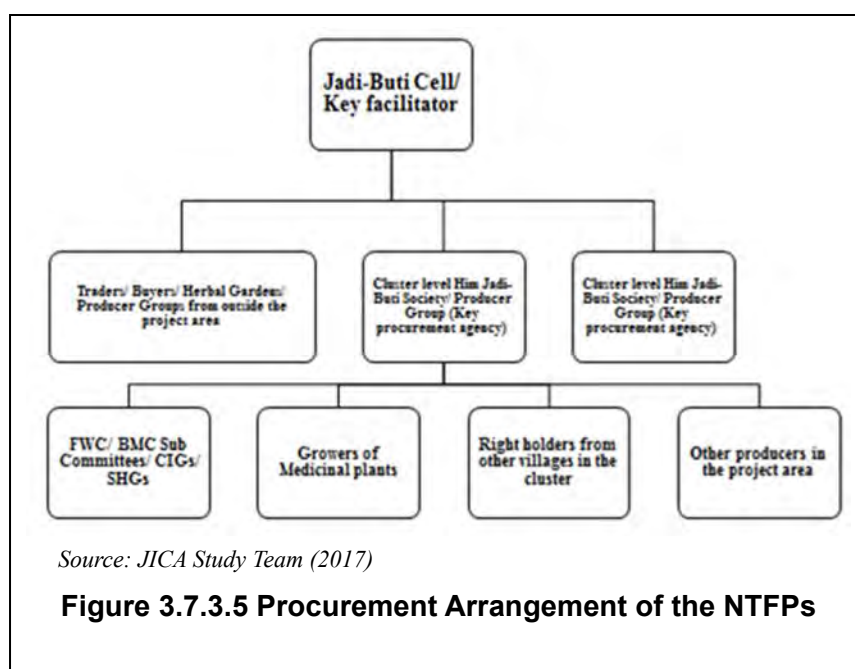 Jadi-Buti Cell/
Key facilitator
Traders/ Buyers/ Herbal Gardens/
Producer Groups from outside the
project area
Cluster level Him Jadi-
Buti Society/ Producer
Group (Key
procurement agency)
Cluster level Him Jadi-
Buti Society/ Producer
Group (Key
procurement agency)
FWC/ BMC Sub
Committees/ CIGs/
SHGs
Growers of
Medicinal plants
Right holders from
other villages in the
cluster
Other producers in
the project area
Source: JICA Study Team (2017)
Figure 3.7.3.5 Procurement Arrangement of the NTFPs